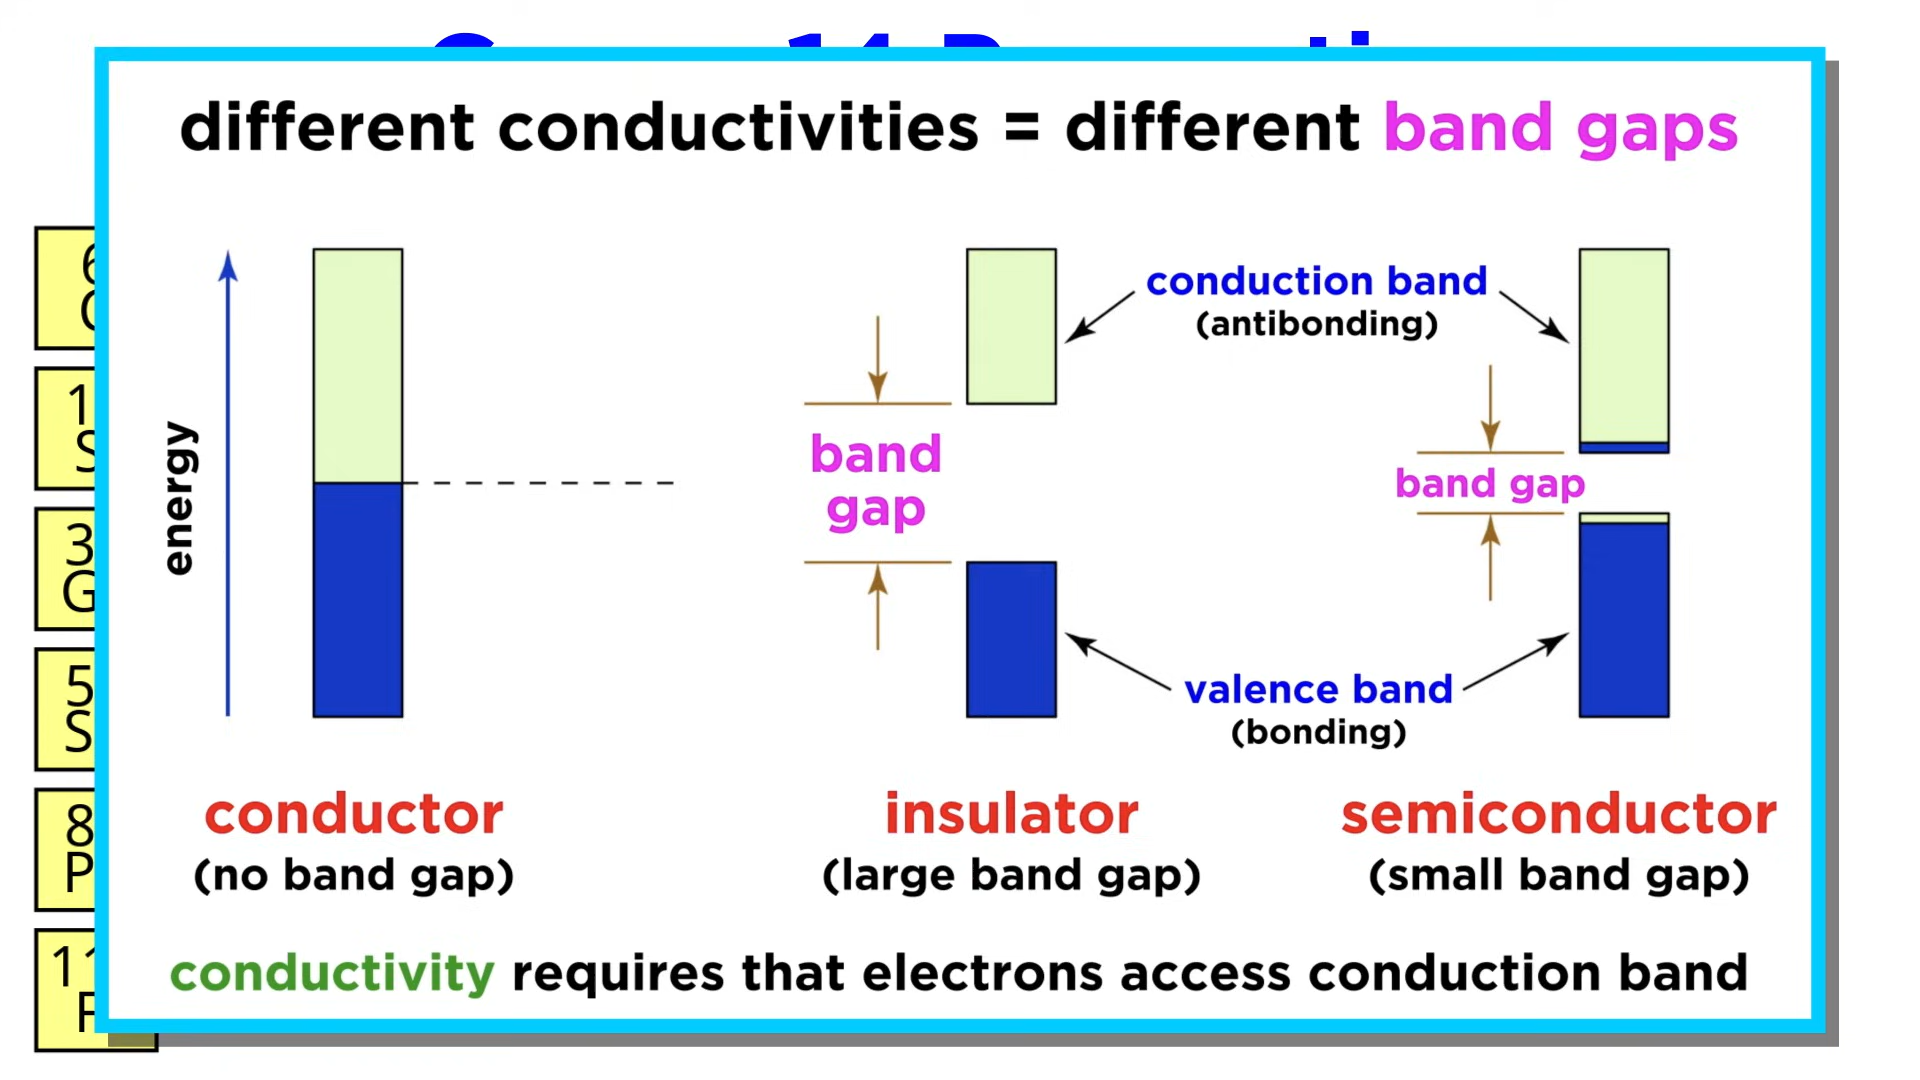 different conductivities = different band gaps
conduction band
(antibonding)
band
gap
band gap
energy
valence band
(bonding)
conductor
(no band gap)
insulator
(large band gap)
semiconductor
(small band gap)
conductivity requires that electrons access conduction band